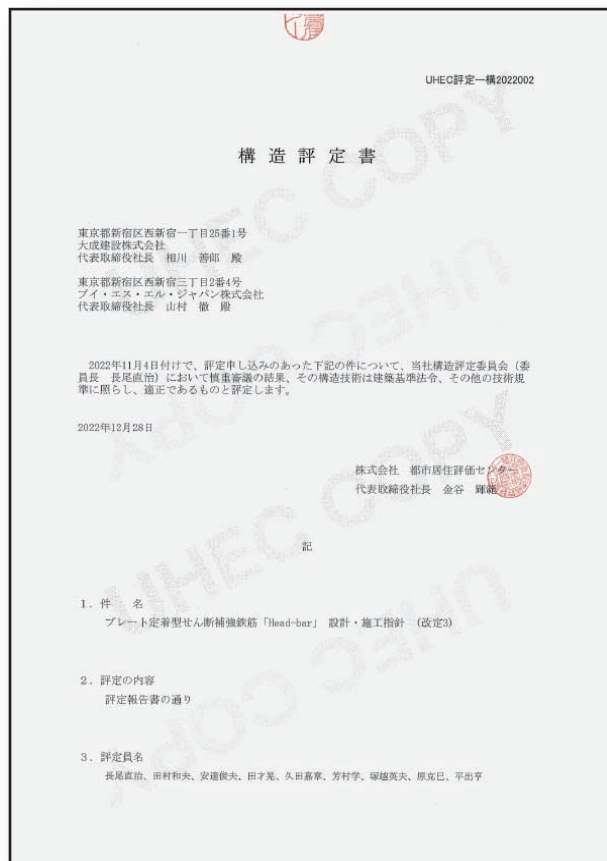 UHEC評定−構2022002
構造評定書
東京都新宿区西新宿一丁目25番1号
大成建設株式会社
代表取締役社長 相川 善郎 殿
東京都新宿区西新宿三丁目2番4号
ブイ・エス・エル・ジャパン株式会社
代表取締役社長 山村 徹 殿
2022年11月4日付けで、評定申し込みのあった下記の件について、当社構造評定委員会（委
員長 長尾直治）において慎重審議の結果、その構造技術は建築基準法令、その他の技術規
準に照らし、適正であるものと評定します。
2022年12月28日
株式会社 都市居住評価センター
代表取締役社長 金谷 輝範
記
1．件 名
プレート定着型せん断補強鉄筋「Head-bar」 設計・施工指針 （改定3）
2．評定の内容
評定報告書の通り
3．評定員名
長尾直治、田村和夫、安達俊夫、田才晃、久田嘉章、芳村学、塚越英夫、原克巳、平出亨
UHEC COPY
UHEC COPY
UHEC COPY
UHEC COPY